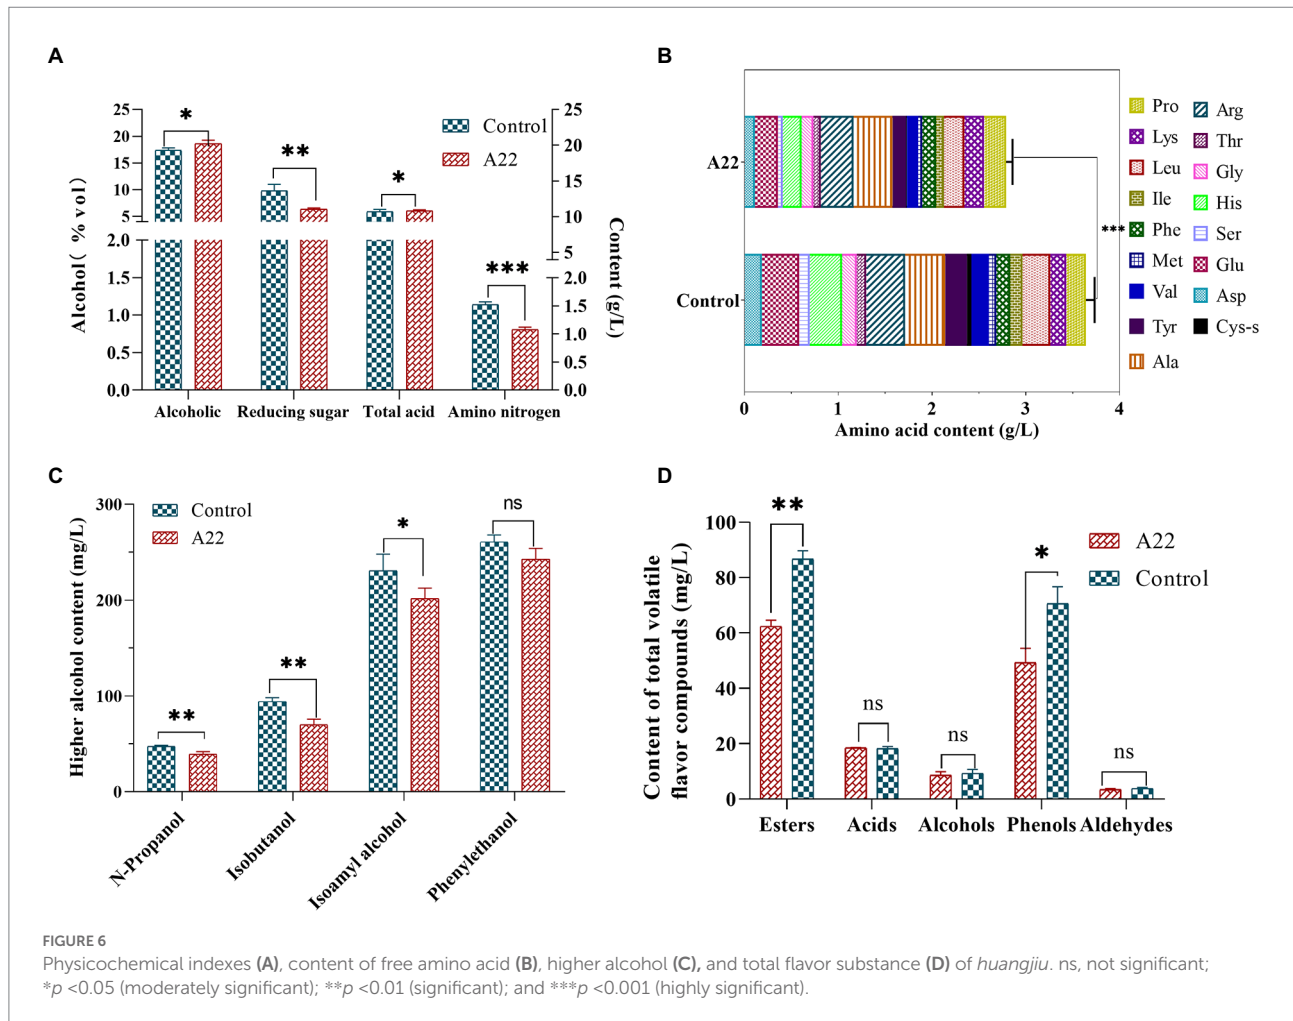 A
25
20
15
10
5
2.0
1.5
1.0
0.5
0.0
Alcohol( % vol)
25
20
15
10
5
2.0
1.5
1.0
0.5
0.0
Content (g/L)
Control
A22
*
**
*
***
Alcoholic Reducing sugar Total acid Amino nitrogen
B
A22
Control
0 1 2 3 4
Amino acid content (g/L)
***
Pro Arg
Lys Thr
Leu Gly
Ile His
Phe Ser
Met Glu
Val Asp
Tyr Cys-s
Ala
C
300
200
100
0
Higher alcohol content (mg/L)
Control
A22
**
**
*
ns
N-Propanol
Isobutanol
Isoamyl alcohol
Phenylethanol
D
100
80
60
40
20
0
Content of total volatile
flavor compounds (mg/L)
A22
Control
**
ns
ns
*
ns
Esters Acids Alcohols Phenols Aldehydes
FIGURE 6
Physicochemical indexes (A), content of free amino acid (B), higher alcohol (C), and total flavor substance (D) of huangjiu. ns, not significant;
*p <0.05 (moderately significant); **p <0.01 (significant); and ***p <0.001 (highly significant).